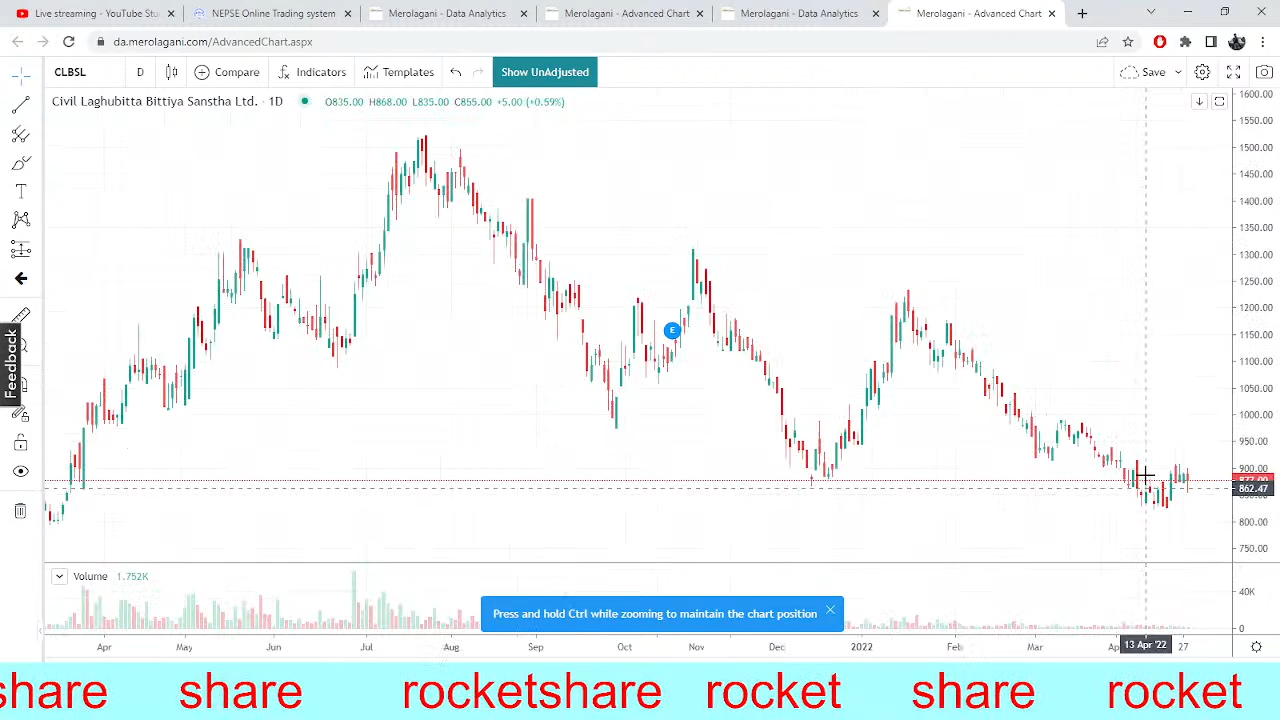 Live streaming - YouTube Stu
NEPSE Online Trading system
Merolagani - Data Analytics
Merolagani - Advanced Chart
Merolagani - Data Analytics
Merolagani - Advanced Chart
da.merolagani.com/AdvancedChart.aspx
CLBSL D Compare Indicators Templates Show UnAdjusted Save
Civil Laghubitta Bittiya Sanstha Ltd. · 1D O835.00 H868.00 L835.00 C855.00 +5.00 (+0.59%)
1600.00
1550.00
1500.00
1450.00
1400.00
1350.00
1300.00
1250.00
1200.00
1150.00
1100.00
1050.00
1000.00
950.00
900.00
877.00
862.47
800.00
750.00
E
Feedback
Volume 1.752K
40K
0
Press and hold Ctrl while zooming to maintain the chart position
Apr May Jun Jul Aug Sep Oct Nov Dec 2022 Feb Mar 13 Apr '22 27
share share rocketshare rocket share rocket